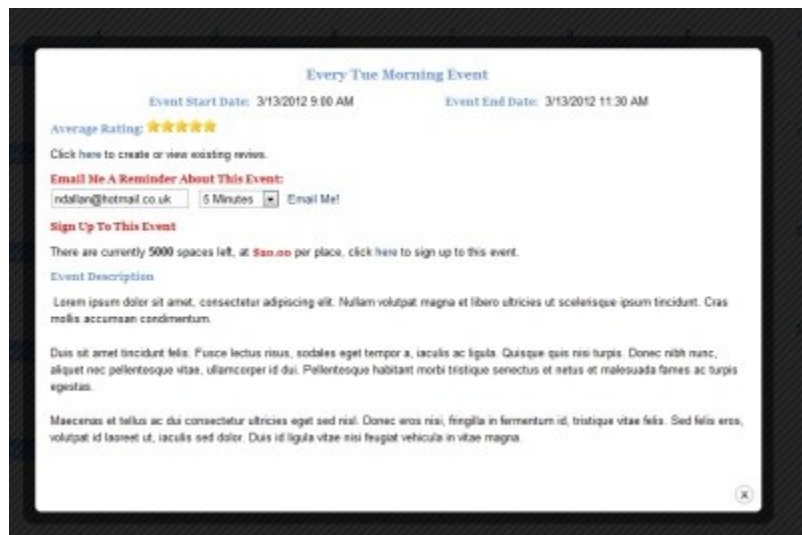 Every Tue Morning Event
Event Start Date: 3/13/2012 9:00 AM Event End Date: 3/13/2012 11:30 AM
Average Rating:
Click here to create or view existing reviws.
Email Me A Reminder About This Event:
ndallan@hotmail.co.uk 5 Minutes Email Me!
Sign Up To This Event
There are currently 5000 spaces left, at $20.00 per place, click here to sign up to this event.
Event Description
Lorem ipsum dolor sit amet, consectetur adipiscing elit. Nullam volutpat magna et libero ultricies ut scelerisque ipsum tincidunt. Cras
mollis accumsan condimentum.
Duis sit amet tincidunt felis. Fusce lectus risus, sodales eget tempor a, iaculis ac ligula. Quisque quis nisi turpis. Donec nibh nunc,
aliquet nec pellentesque vitae, ullamcorper id dui. Pellentesque habitant morbi tristique senectus et netus et malesuada fames ac turpis
egestas.
Maecenas et tellus ac dui consectetur ultricies eget sed nisl. Donec eros nisi, fringilla in fermentum id, tristique vitae felis. Sed felis eros,
volutpat id laoreet ut, iaculis sed dolor. Duis id ligula vitae nisi feugiat vehicula in vitae magna.
X